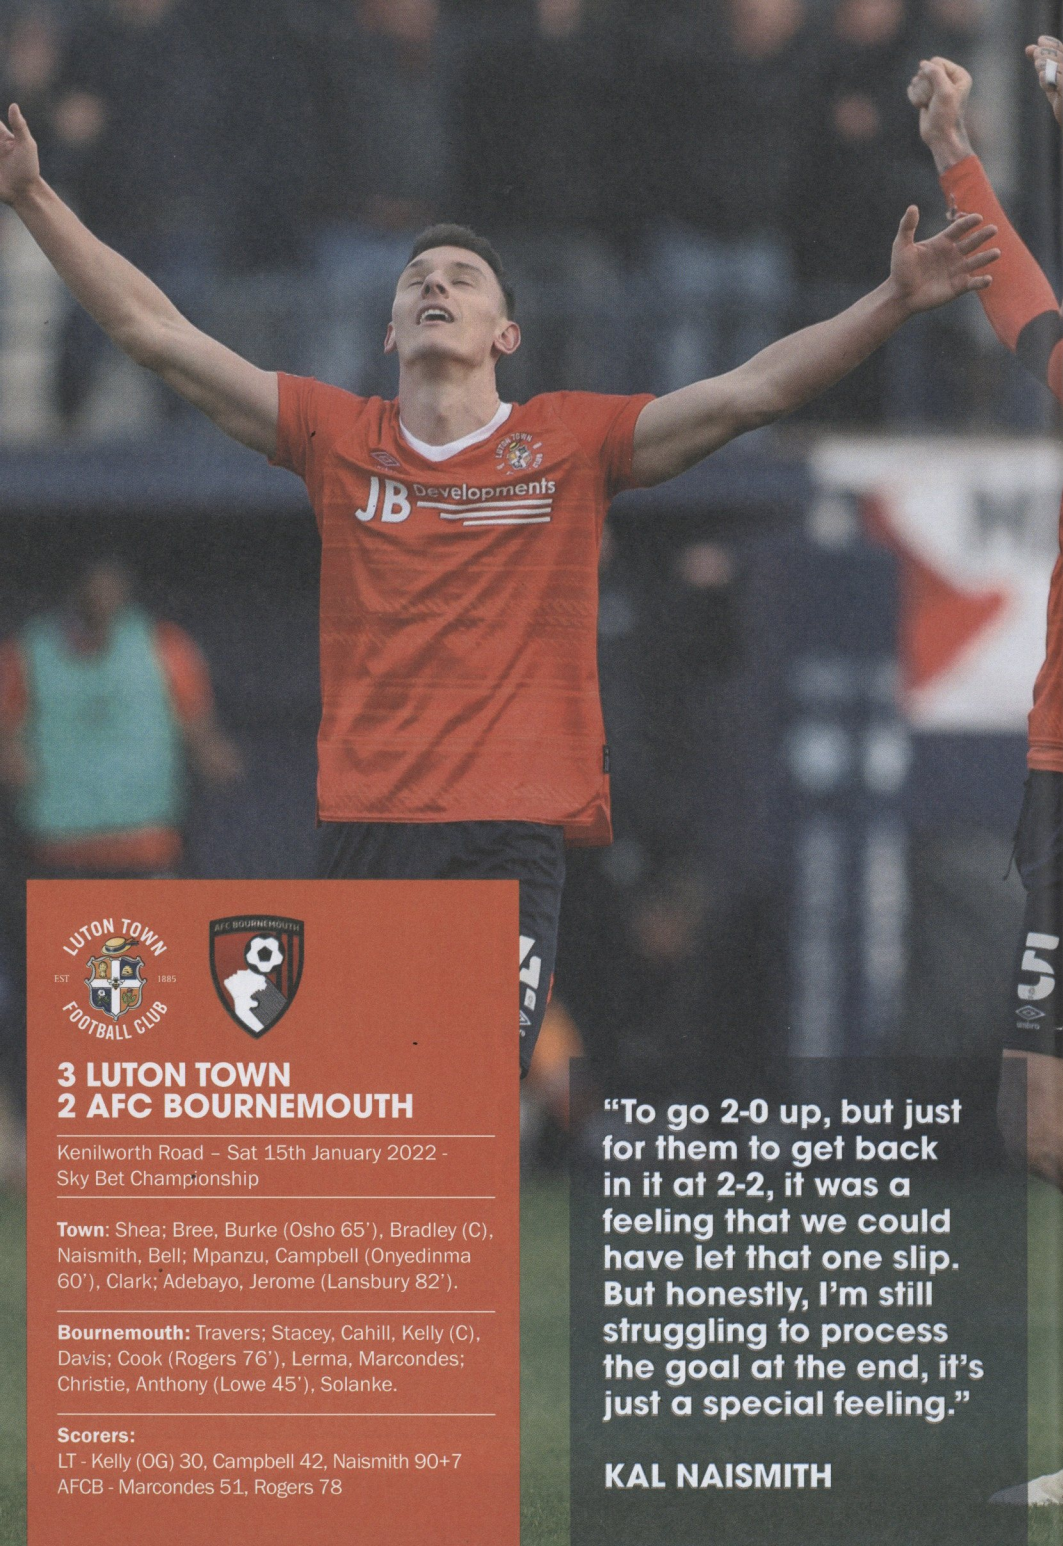 LUTON TOWN
JB Developments
LUTON TOWN
EST 1885
FOOTBALL CLUB
AFC BOURNEMOUTH
3 LUTON TOWN
2 AFC BOURNEMOUTH
Kenilworth Road – Sat 15th January 2022 -
Sky Bet Championship
Town: Shea; Bree, Burke (Osho 65’), Bradley (C),
Naismith, Bell; Mpanzu, Campbell (Onyedinma
60’), Clark; Adebayo, Jerome (Lansbury 82’).
Bournemouth: Travers; Stacey, Cahill, Kelly (C),
Davis; Cook (Rogers 76’), Lerma, Marcondes;
Christie, Anthony (Lowe 45’), Solanke.
Scorers:
LT - Kelly (OG) 30, Campbell 42, Naismith 90+7
AFCB - Marcondes 51, Rogers 78
“To go 2-0 up, but just
for them to get back
in it at 2-2, it was a
feeling that we could
have let that one slip.
But honestly, I’m still
struggling to process
the goal at the end, it’s
just a special feeling.”
KAL NAISMITH
5
umbro